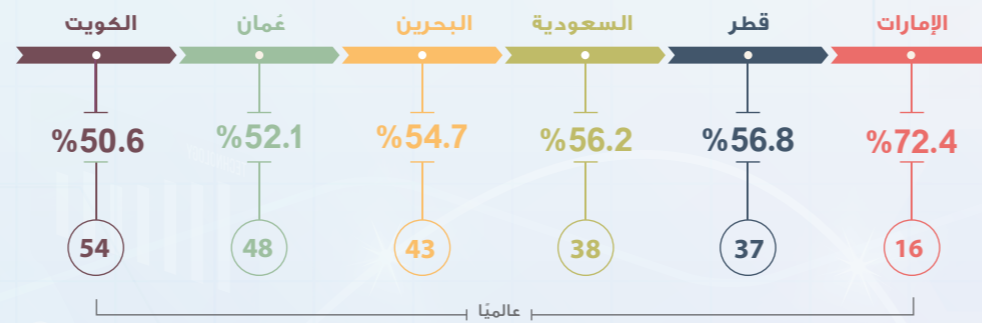 الإمارات قطر السعودية البحرين عُمان الكويت
%72.4 %56.8 %56.2 %54.7 %52.1 %50.6
16 37 38 43 48 54
عالميًا